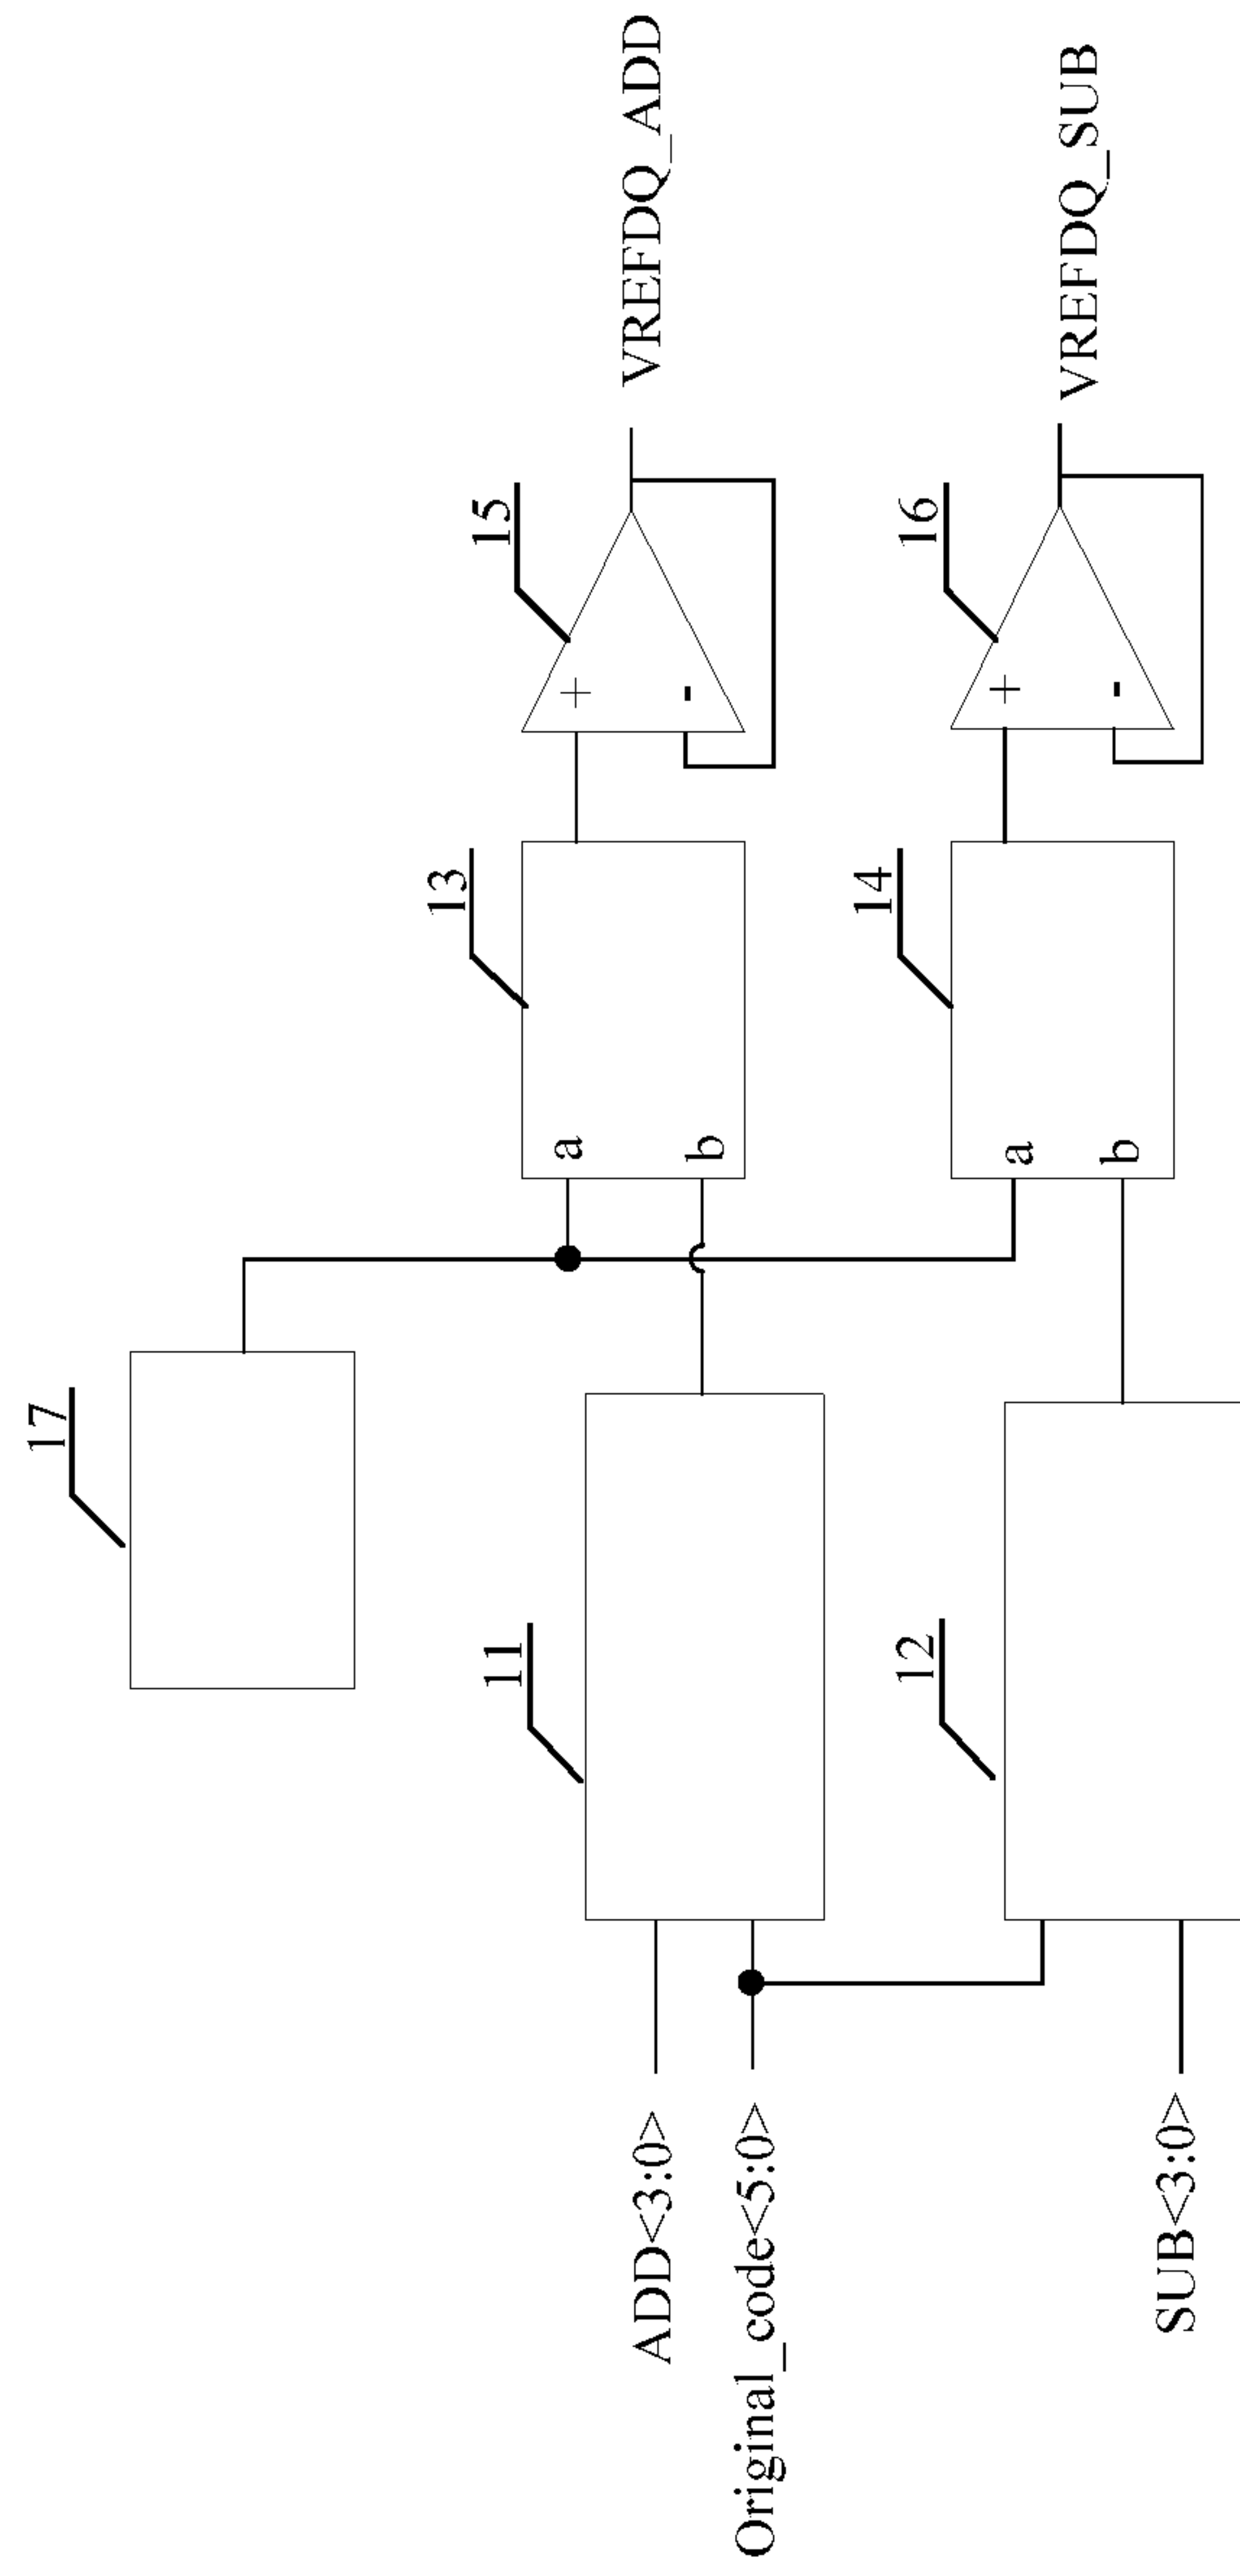 17
ADD<3:0>
Original_code<5:0>
11
a
b
13
+
-
15
VREFDQ_ADD
SUB<3:0>
12
a
b
14
+
-
16
VREFDQ_SUB